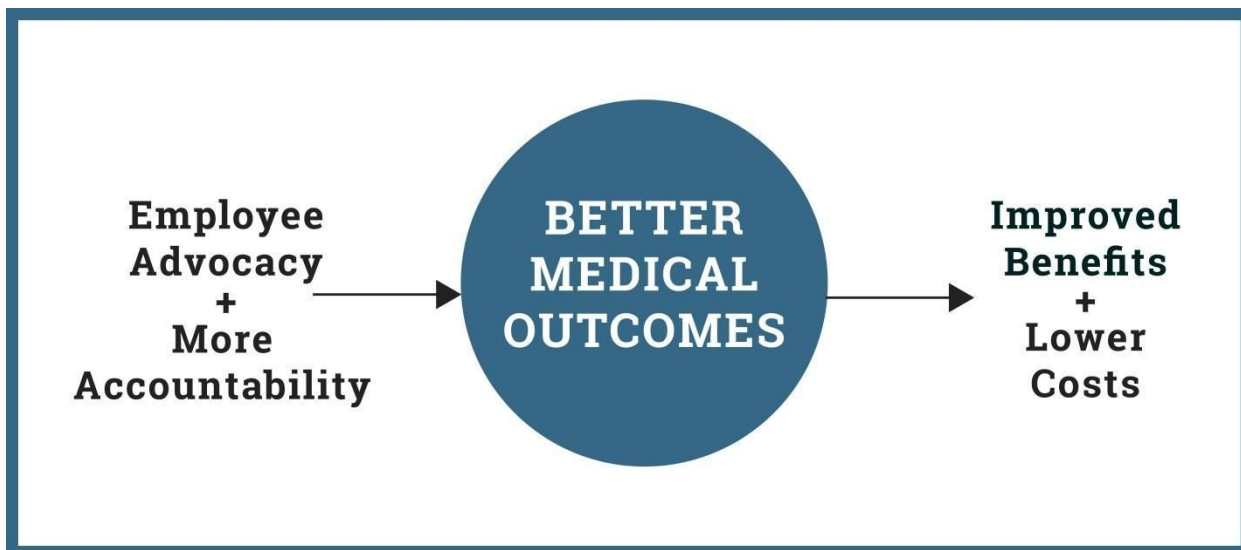 Employee
Advocacy
+
More
Accountability
BETTER
MEDICAL
OUTCOMES
Improved
Benefits
+
Lower
Costs